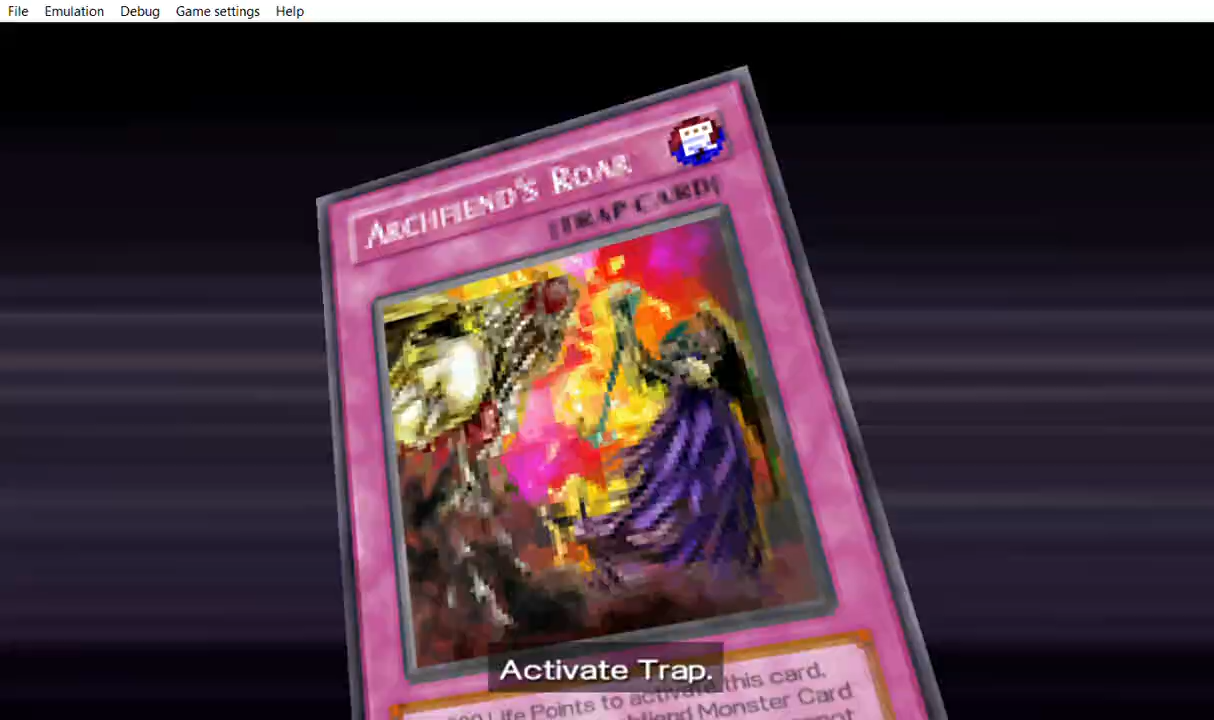 File Emulation Debug Game settings Help
ARCHFIEND'S ROAR
[TRAP CARD]
Activate Trap.
Life Points to activate this card.
Monster Card